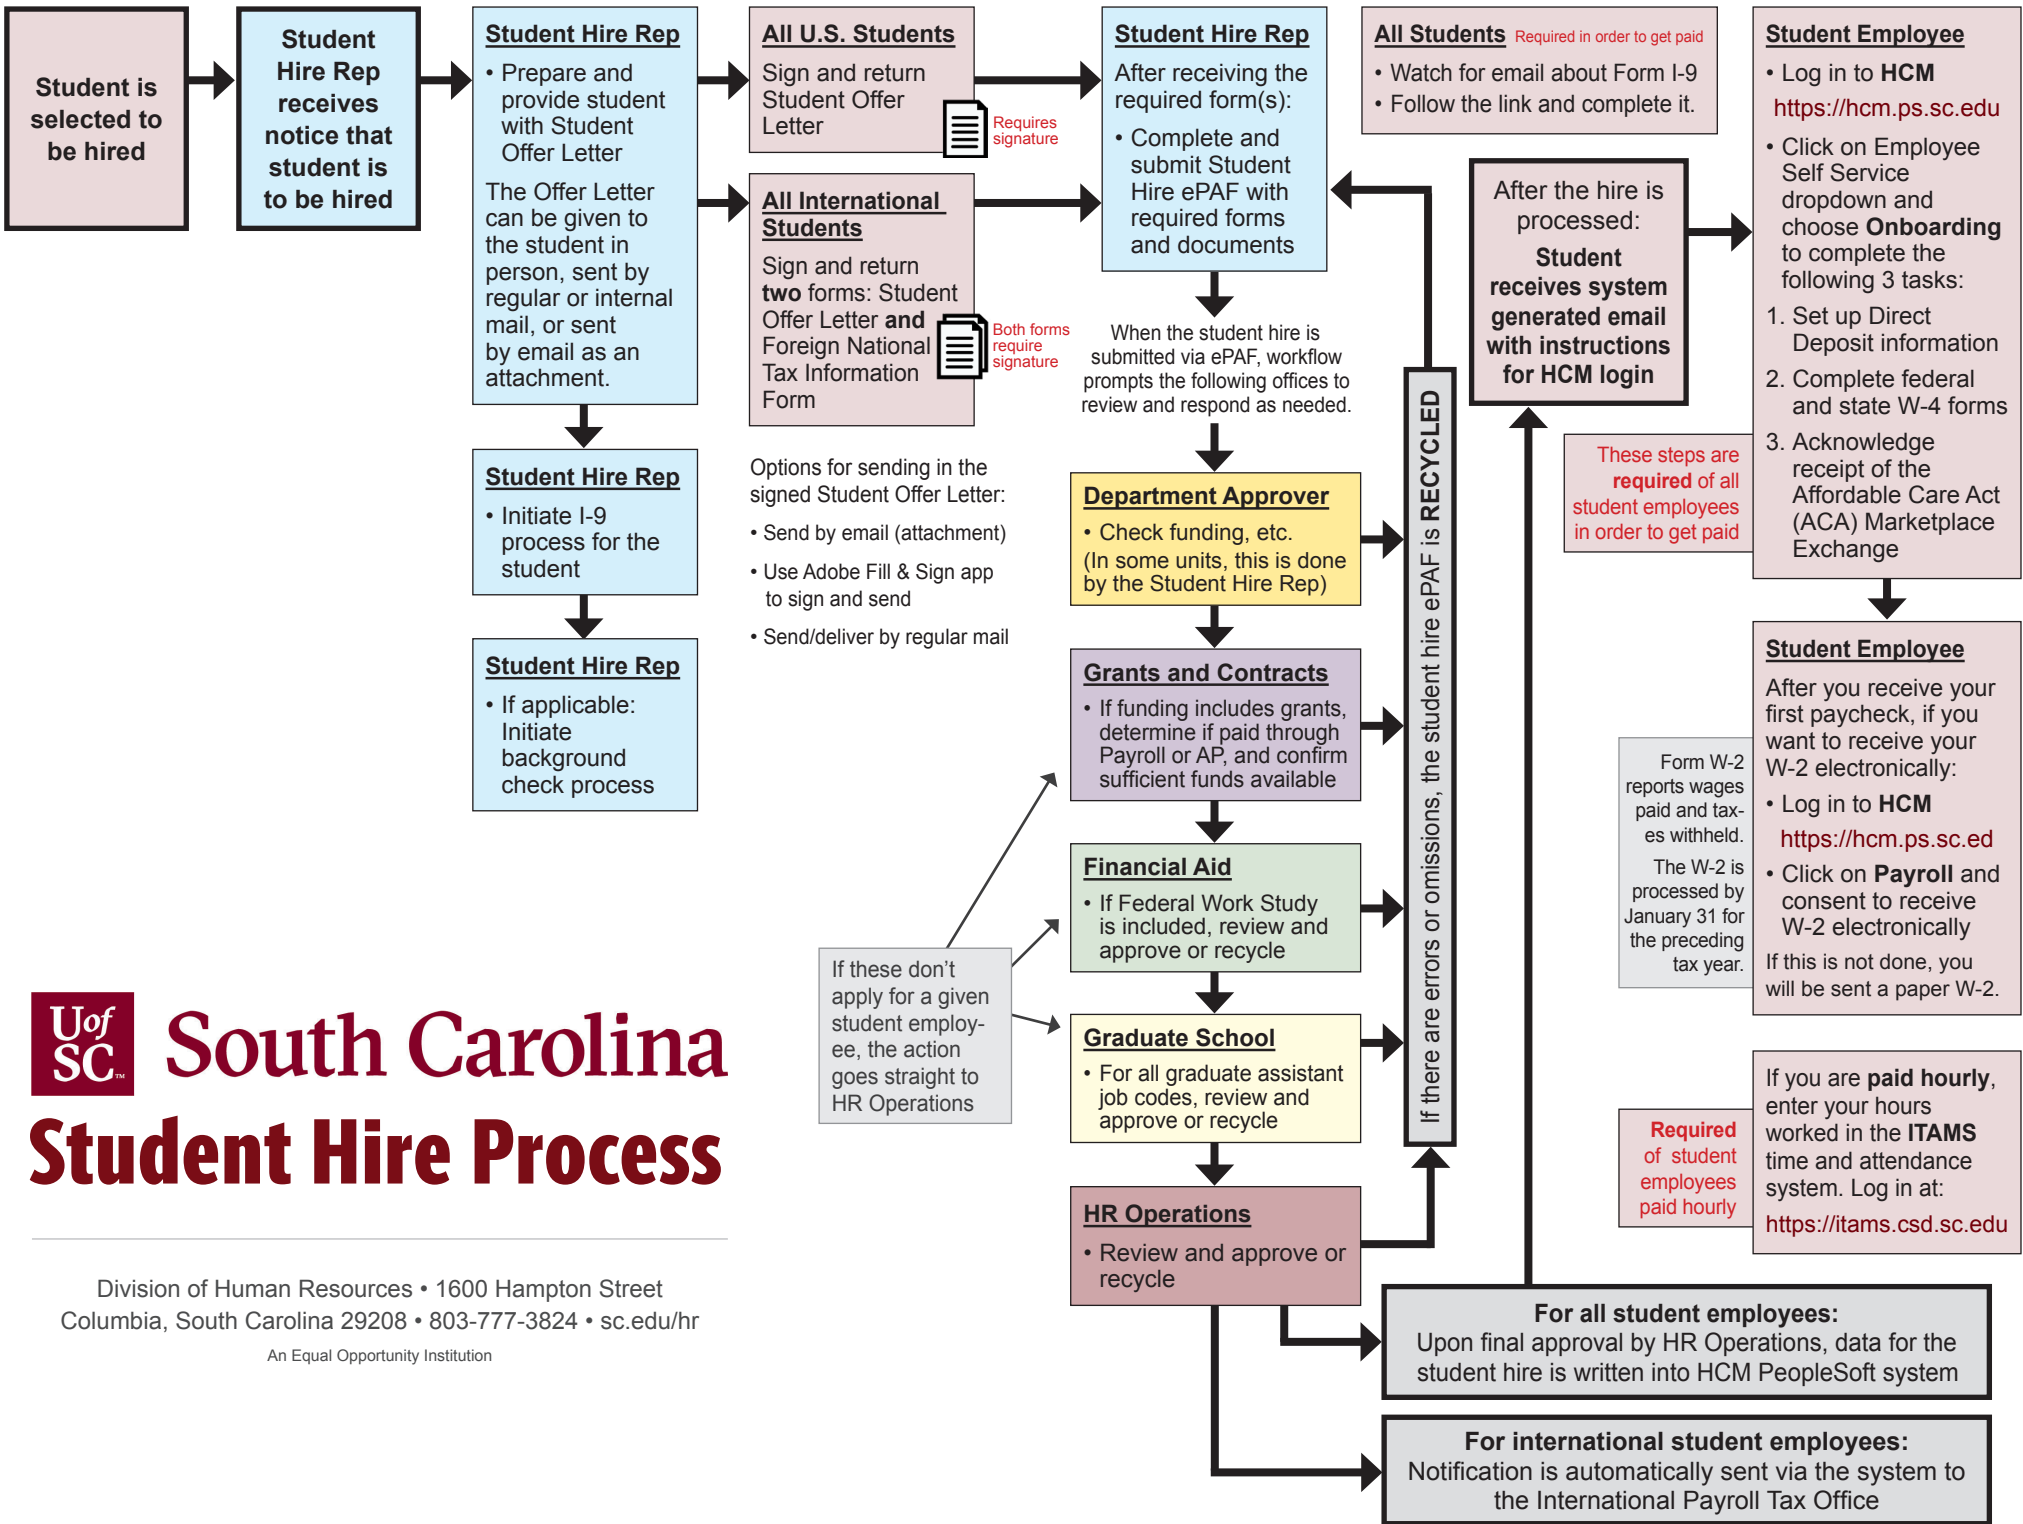 Student is
selected to
be hired
Student
Hire Rep
receives
notice that
student is
to be hired
Student Hire Rep
• Prepare and
provide student
with Student
Offer Letter
The Offer Letter
can be given to
the student in
person, sent by
regular or internal
mail, or sent
by email as an
attachment.
Student Hire Rep
• Initiate I-9
process for the
student
Student Hire Rep
• If applicable:
Initiate
background
check process
All U.S. Students
Sign and return
Student Offer
Letter
Requires
signature
All International
Students
Sign and return
two forms: Student
Offer Letter and
Foreign National
Tax Information
Form
Both forms
require
signature
Options for sending in the
signed Student Offer Letter:
• Send by email (attachment)
• Use Adobe Fill & Sign app
to sign and send
• Send/deliver by regular mail
Student Hire Rep
After receiving the
required form(s):
• Complete and
submit Student
Hire ePAF with
required forms
and documents
When the student hire is
submitted via ePAF, workflow
prompts the following offices to
review and respond as needed.
Department Approver
• Check funding, etc.
(In some units, this is done
by the Student Hire Rep)
Grants and Contracts
• If funding includes grants,
determine if paid through
Payroll or AP, and confirm
sufficient funds available
Financial Aid
• If Federal Work Study
is included, review and
approve or recycle
Graduate School
• For all graduate assistant
job codes, review and
approve or recycle
If these don't
apply for a given
student employ-
ee, the action
goes straight to
HR Operations
HR Operations
• Review and approve or
recycle
If there are errors or omissions, the student hire ePAF is RECYCLED
For all student employees:
Upon final approval by HR Operations, data for the
student hire is written into HCM PeopleSoft system
For international student employees:
Notification is automatically sent via the system to
the International Payroll Tax Office
All Students Required in order to get paid
• Watch for email about Form I-9
• Follow the link and complete it.
After the hire is
processed:
Student
receives system
generated email
with instructions
for HCM login
Student Employee
• Log in to HCM
https://hcm.ps.sc.edu
• Click on Employee
Self Service
dropdown and
choose Onboarding
to complete the
following 3 tasks:
1. Set up Direct
Deposit information
2. Complete federal
and state W-4 forms
3. Acknowledge
receipt of the
Affordable Care Act
(ACA) Marketplace
Exchange
These steps are
required of all
student employees
in order to get paid
Student Employee
After you receive your
first paycheck, if you
want to receive your
W-2 electronically:
• Log in to HCM
https://hcm.ps.sc.ed
• Click on Payroll and
consent to receive
W-2 electronically
If this is not done, you
will be sent a paper W-2.
Form W-2
reports wages
paid and tax-
es withheld.
The W-2 is
processed by
January 31 for
the preceding
tax year.
If you are paid hourly,
enter your hours
worked in the ITAMS
time and attendance
system. Log in at:
https://itams.csd.sc.edu
Required
of student
employees
paid hourly
UofSC™ South Carolina
Student Hire Process
Division of Human Resources • 1600 Hampton Street
Columbia, South Carolina 29208 • 803-777-3824 • sc.edu/hr
An Equal Opportunity Institution